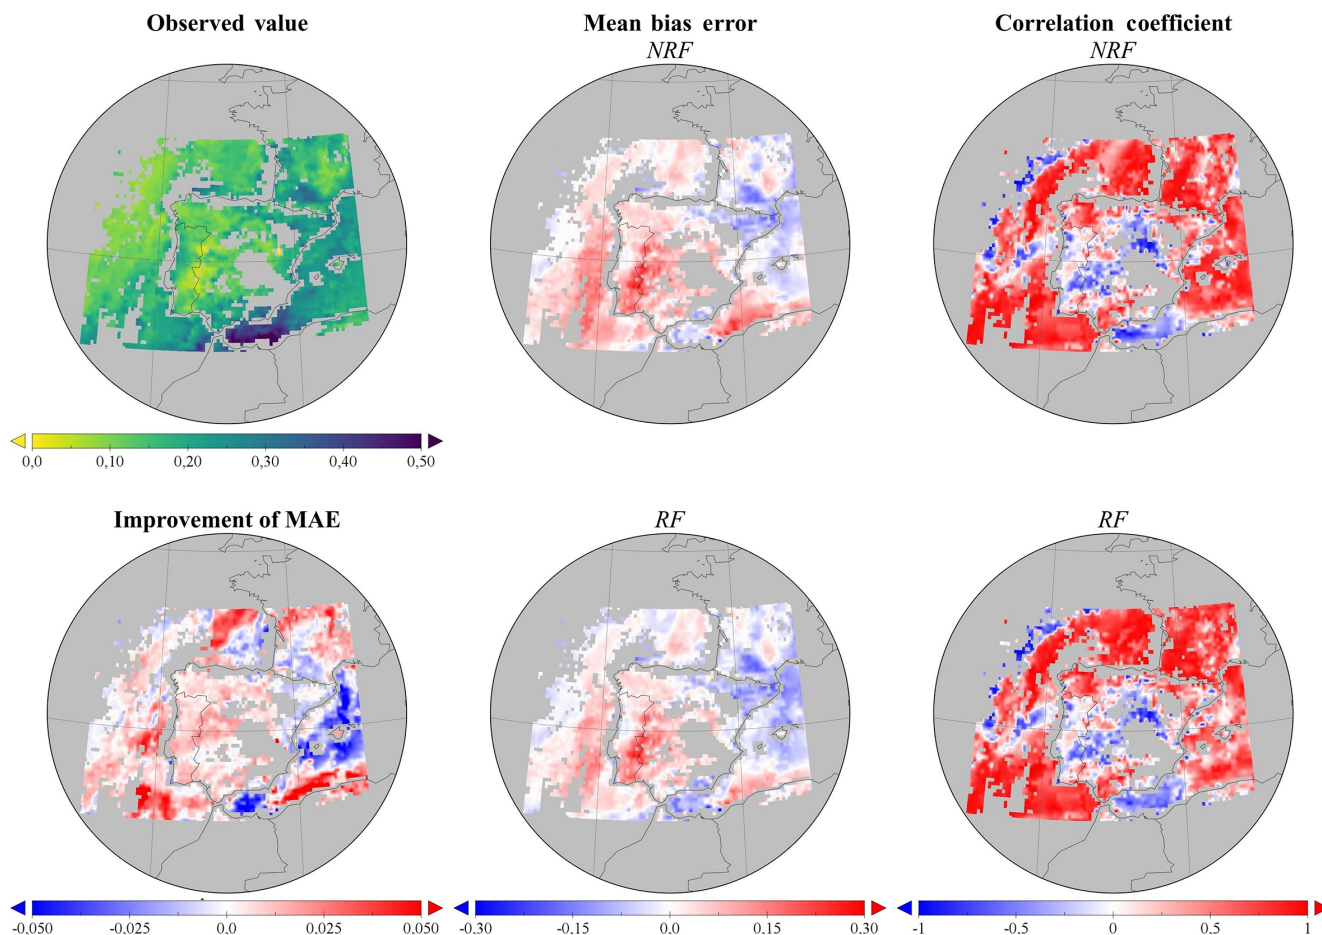 Observed value
Mean bias error
Correlation coefficient
NRF
NRF
0,0 0,10 0,20 0,30 0,40 0,50
Improvement of MAE
RF
RF
-0.050 -0.025 0.0 0.025 0.050
-0.30 -0.15 0.0 0.15 0.30
-1 -0.5 0 0.5 1